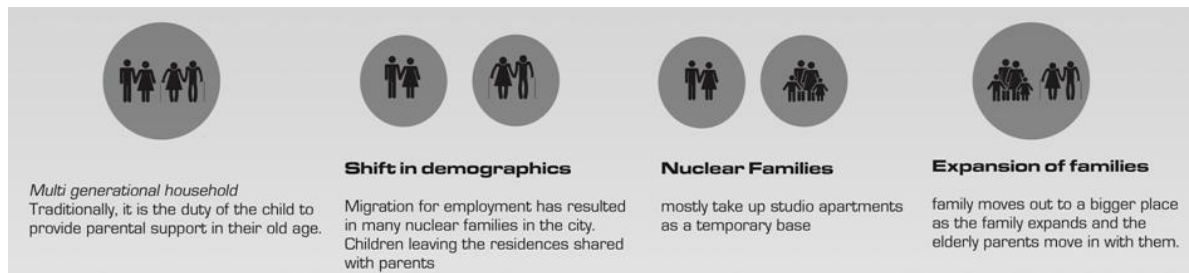 Multi generational household
Traditionally, it is the duty of the child to
provide parental support in their old age.
Shift in demographics
Migration for employment has resulted
in many nuclear families in the city.
Children leaving the residences shared
with parents
Nuclear Families
mostly take up studio apartments
as a temporary base
Expansion of families
family moves out to a bigger place
as the family expands and the
elderly parents move in with them.